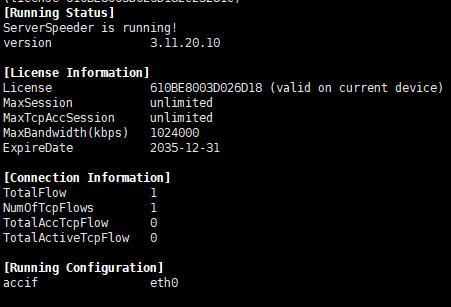 [Running Status]
ServerSpeeder is running!
version 3.11.20.10
[License Information]
License 610BE8003D026D18 (valid on current device)
MaxSession unlimited
MaxTcpAccSession unlimited
MaxBandwidth(kbps) 1024000
ExpireDate 2035-12-31
[Connection Information]
TotalFlow 1
NumOfTcpFlows 1
TotalAccTcpFlow 0
TotalActiveTcpFlow 0
[Running Configuration]
accif eth0